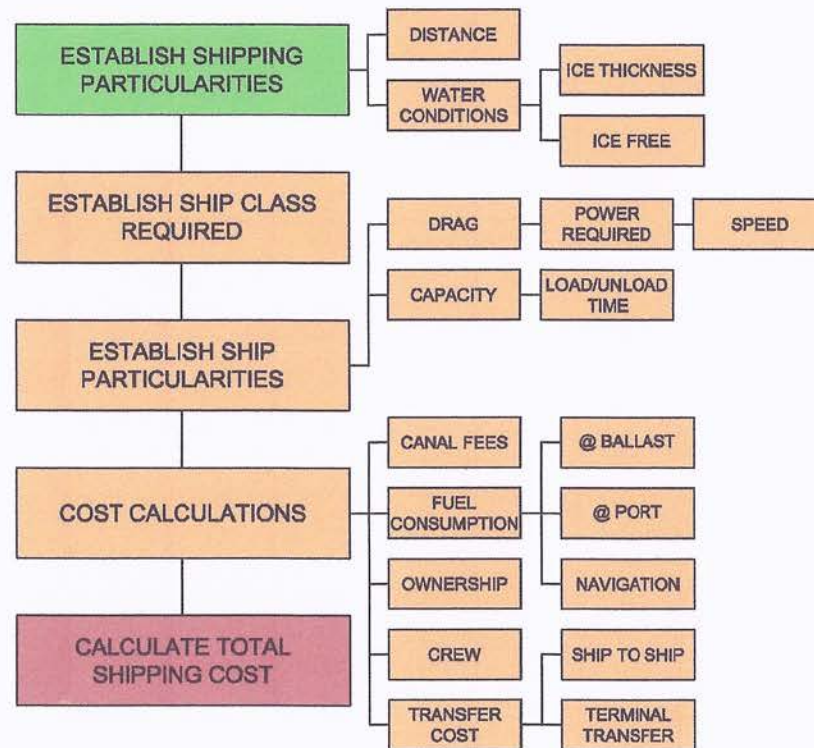 ESTABLISH SHIPPING
PARTICULARITIES
DISTANCE
WATER
CONDITIONS
ICE THICKNESS
ICE FREE
ESTABLISH SHIP CLASS
REQUIRED
ESTABLISH SHIP
PARTICULARITIES
DRAG
POWER
REQUIRED
SPEED
CAPACITY
LOAD/UNLOAD
TIME
COST CALCULATIONS
CANAL FEES
FUEL
CONSUMPTION
@ BALLAST
@ PORT
NAVIGATION
OWNERSHIP
CREW
TRANSFER
COST
SHIP TO SHIP
TERMINAL
TRANSFER
CALCULATE TOTAL
SHIPPING COST